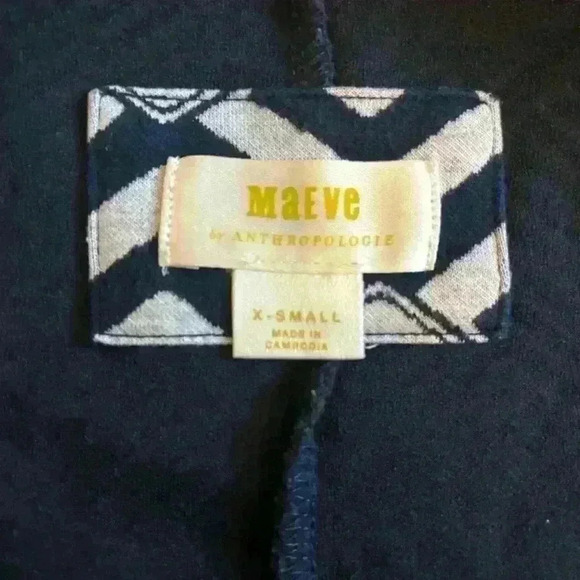 MaEVe
by ANTHROPOLOGIE
X-SMALL
MADE IN
CAMBODIA